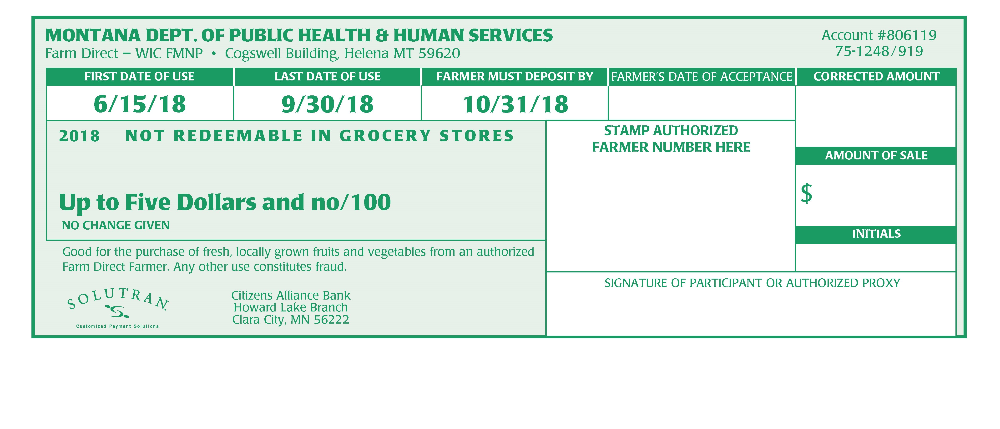 MONTANA DEPT. OF PUBLIC HEALTH & HUMAN SERVICES
Farm Direct – WIC FMNP • Cogswell Building, Helena MT 59620
Account #806119
75-1248/919
FIRST DATE OF USE
LAST DATE OF USE
FARMER MUST DEPOSIT BY
FARMER’S DATE OF ACCEPTANCE
CORRECTED AMOUNT
6/15/18
9/30/18
10/31/18
2018 NOT REDEEMABLE IN GROCERY STORES
Up to Five Dollars and no/100
NO CHANGE GIVEN
STAMP AUTHORIZED
FARMER NUMBER HERE
AMOUNT OF SALE
$
INITIALS
Good for the purchase of fresh, locally grown fruits and vegetables from an authorized
Farm Direct Farmer. Any other use constitutes fraud.
SIGNATURE OF PARTICIPANT OR AUTHORIZED PROXY
SOLUTRAN.
Customized Payment Solutions
Citizens Alliance Bank
Howard Lake Branch
Clara City, MN 56222